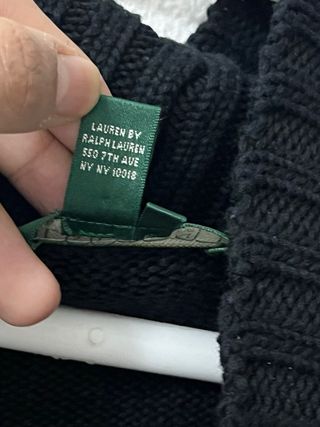 LAUREN BY
RALPH LAUREN
550 7TH AVE
NY NY 10018